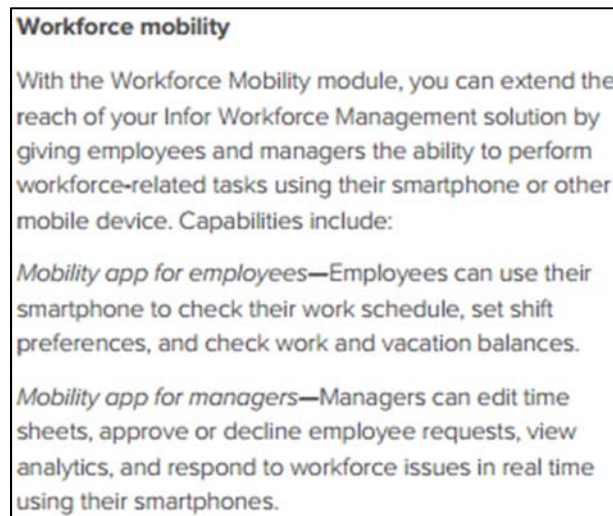 Workforce mobility
With the Workforce Mobility module, you can extend the
reach of your Infor Workforce Management solution by
giving employees and managers the ability to perform
workforce-related tasks using their smartphone or other
mobile device. Capabilities include:
Mobility app for employees—Employees can use their
smartphone to check their work schedule, set shift
preferences, and check work and vacation balances.
Mobility app for managers—Managers can edit time
sheets, approve or decline employee requests, view
analytics, and respond to workforce issues in real time
using their smartphones.